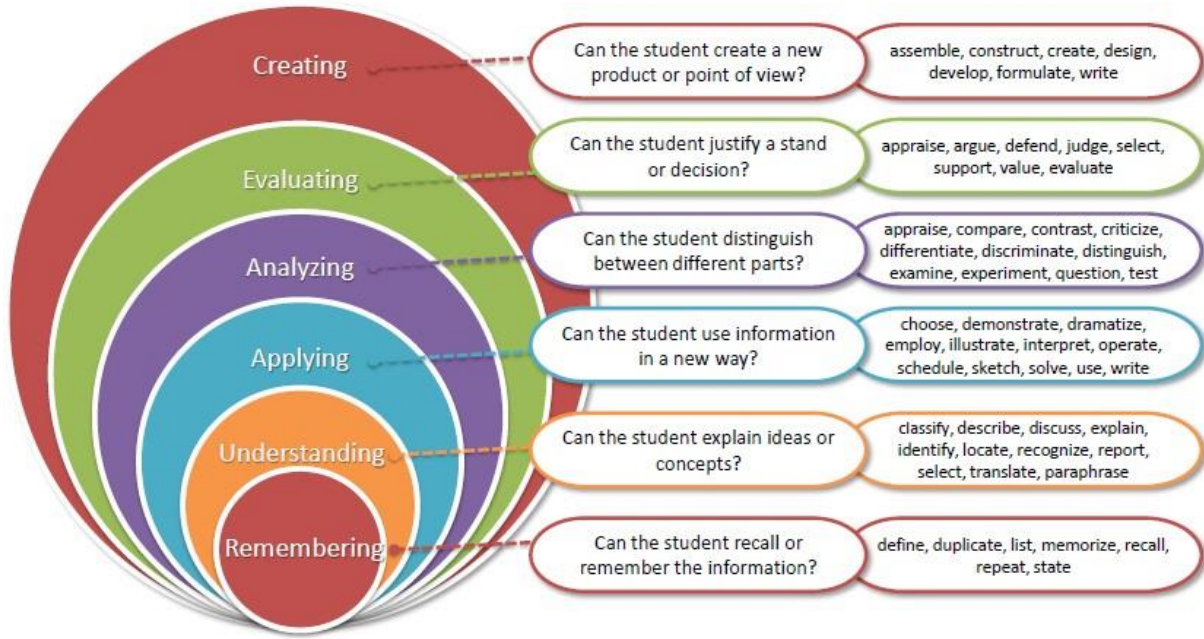 Creating
Can the student create a new
product or point of view?
assemble, construct, create, design,
develop, formulate, write
Evaluating
Can the student justify a stand
or decision?
appraise, argue, defend, judge, select,
support, value, evaluate
Analyzing
Can the student distinguish
between different parts?
appraise, compare, contrast, criticize,
differentiate, discriminate, distinguish,
examine, experiment, question, test
Applying
Can the student use information
in a new way?
choose, demonstrate, dramatize,
employ, illustrate, interpret, operate,
schedule, sketch, solve, use, write
Understanding
Can the student explain ideas or
concepts?
classify, describe, discuss, explain,
identify, locate, recognize, report,
select, translate, paraphrase
Remembering
Can the student recall or
remember the information?
define, duplicate, list, memorize, recall,
repeat, state